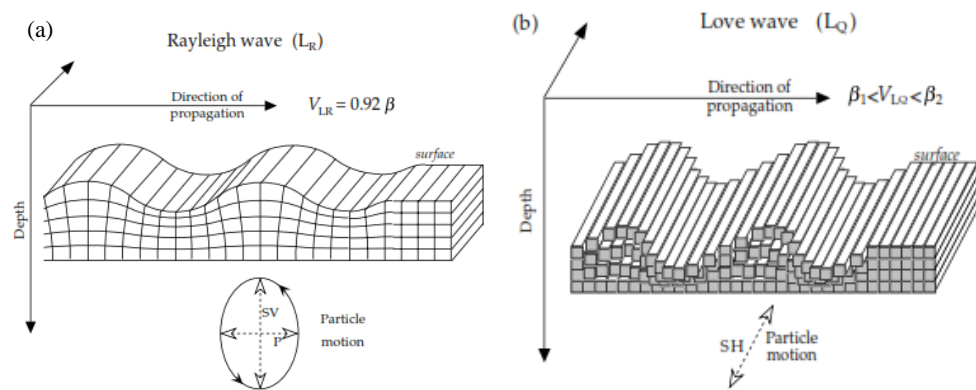 (a)
Rayleigh wave (L_R)
Direction of
propagation
V_LR = 0.92 β
surface
Depth
SV
P
Particle
motion
(b)
Love wave (L_Q)
Direction of
propagation
β₁<V_LQ<β₂
surface
Depth
SH
Particle
motion